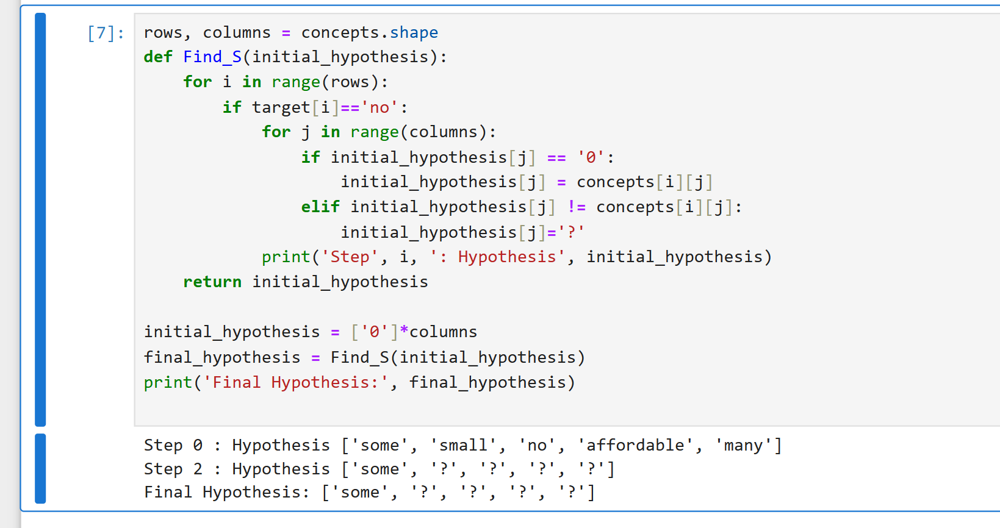 [7]: rows, columns = concepts.shape
def Find_S(initial_hypothesis):
    for i in range(rows):
        if target[i]=='no':
            for j in range(columns):
                if initial_hypothesis[j] == '0':
                    initial_hypothesis[j] = concepts[i][j]
                elif initial_hypothesis[j] != concepts[i][j]:
                    initial_hypothesis[j]='?'
            print('Step', i, ': Hypothesis', initial_hypothesis)
    return initial_hypothesis

initial_hypothesis = ['0']*columns
final_hypothesis = Find_S(initial_hypothesis)
print('Final Hypothesis:', final_hypothesis)

Step 0 : Hypothesis ['some', 'small', 'no', 'affordable', 'many']
Step 2 : Hypothesis ['some', '?', '?', '?', '?']
Final Hypothesis: ['some', '?', '?', '?', '?']